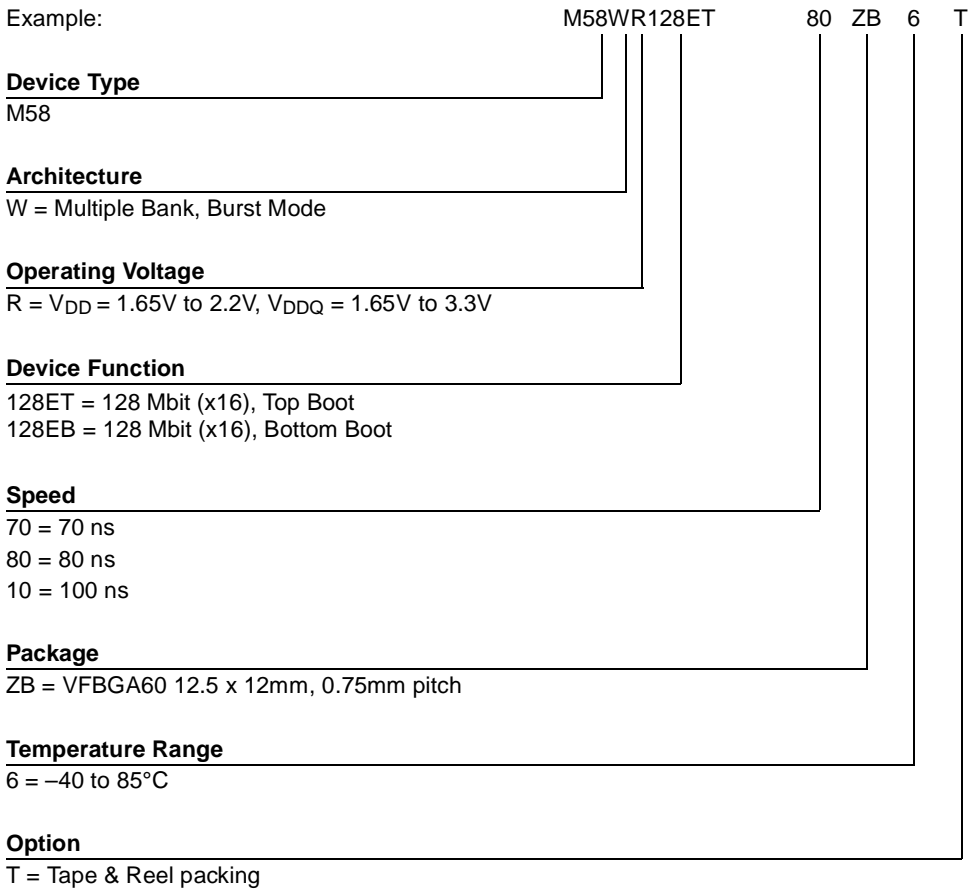 Example: M58WR128ET 80 ZB 6 T
Device Type
M58
Architecture
W = Multiple Bank, Burst Mode
Operating Voltage
R = VDD = 1.65V to 2.2V, VDDQ = 1.65V to 3.3V
Device Function
128ET = 128 Mbit (x16), Top Boot
128EB = 128 Mbit (x16), Bottom Boot
Speed
70 = 70 ns
80 = 80 ns
10 = 100 ns
Package
ZB = VFBGA60 12.5 x 12mm, 0.75mm pitch
Temperature Range
6 = –40 to 85°C
Option
T = Tape & Reel packing